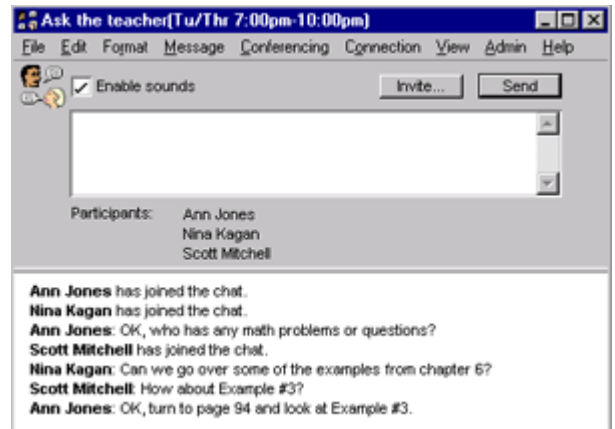 Ask the teacher(Tu/Thr 7:00pm-10:00pm)
File Edit Format Message Conferencing Connection View Admin Help
Enable sounds Invite... Send
Participants: Ann Jones
Nina Kagan
Scott Mitchell
Ann Jones has joined the chat.
Nina Kagan has joined the chat.
Ann Jones: OK, who has any math problems or questions?
Scott Mitchell has joined the chat.
Nina Kagan: Can we go over some of the examples from chapter 6?
Scott Mitchell: How about Example #3?
Ann Jones: OK, turn to page 94 and look at Example #3.